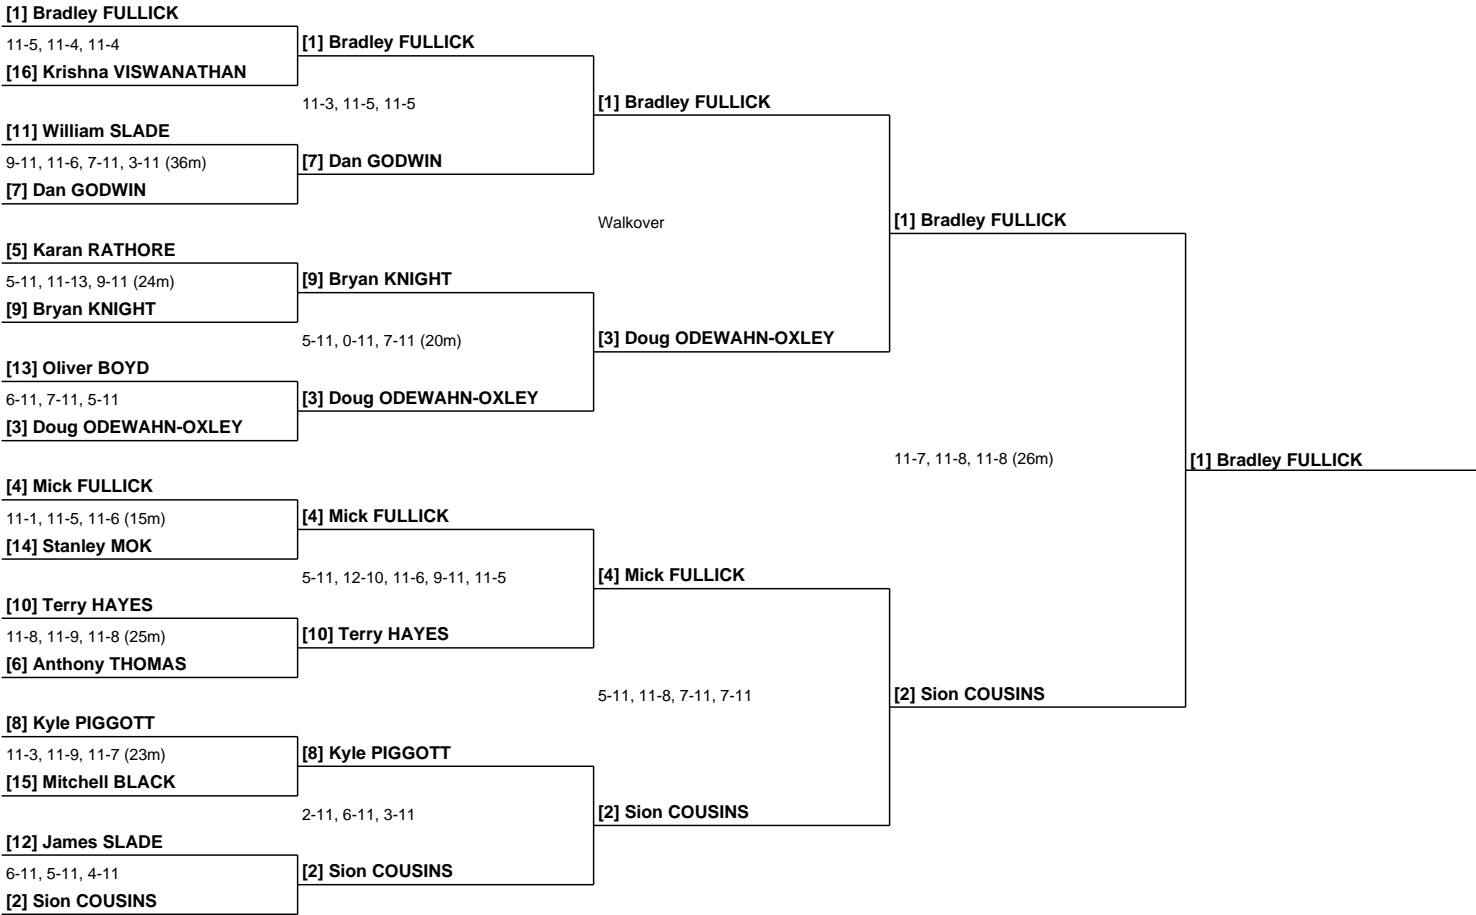 [1] Bradley FULLICK
11-5, 11-4, 11-4
[16] Krishna VISWANATHAN
[11] William SLADE
9-11, 11-6, 7-11, 3-11 (36m)
[7] Dan GODWIN
[5] Karan RATHORE
5-11, 11-13, 9-11 (24m)
[9] Bryan KNIGHT
[13] Oliver BOYD
6-11, 7-11, 5-11
[3] Doug ODEWAHN-OXLEY
[4] Mick FULLICK
11-1, 11-5, 11-6 (15m)
[14] Stanley MOK
[10] Terry HAYES
11-8, 11-9, 11-8 (25m)
[6] Anthony THOMAS
[8] Kyle PIGGOTT
11-3, 11-9, 11-7 (23m)
[15] Mitchell BLACK
[12] James SLADE
6-11, 5-11, 4-11
[2] Sion COUSINS
[1] Bradley FULLICK
11-3, 11-5, 11-5
[7] Dan GODWIN
[9] Bryan KNIGHT
5-11, 0-11, 7-11 (20m)
[3] Doug ODEWAHN-OXLEY
[4] Mick FULLICK
5-11, 12-10, 11-6, 9-11, 11-5
[10] Terry HAYES
[8] Kyle PIGGOTT
2-11, 6-11, 3-11
[2] Sion COUSINS
[1] Bradley FULLICK
Walkover
[3] Doug ODEWAHN-OXLEY
[4] Mick FULLICK
5-11, 11-8, 7-11, 7-11
[2] Sion COUSINS
[1] Bradley FULLICK
11-7, 11-8, 11-8 (26m)
[2] Sion COUSINS
[1] Bradley FULLICK